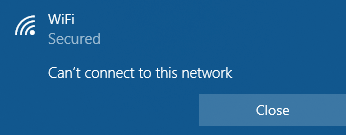 WiFi
Secured
Can't connect to this network
Close